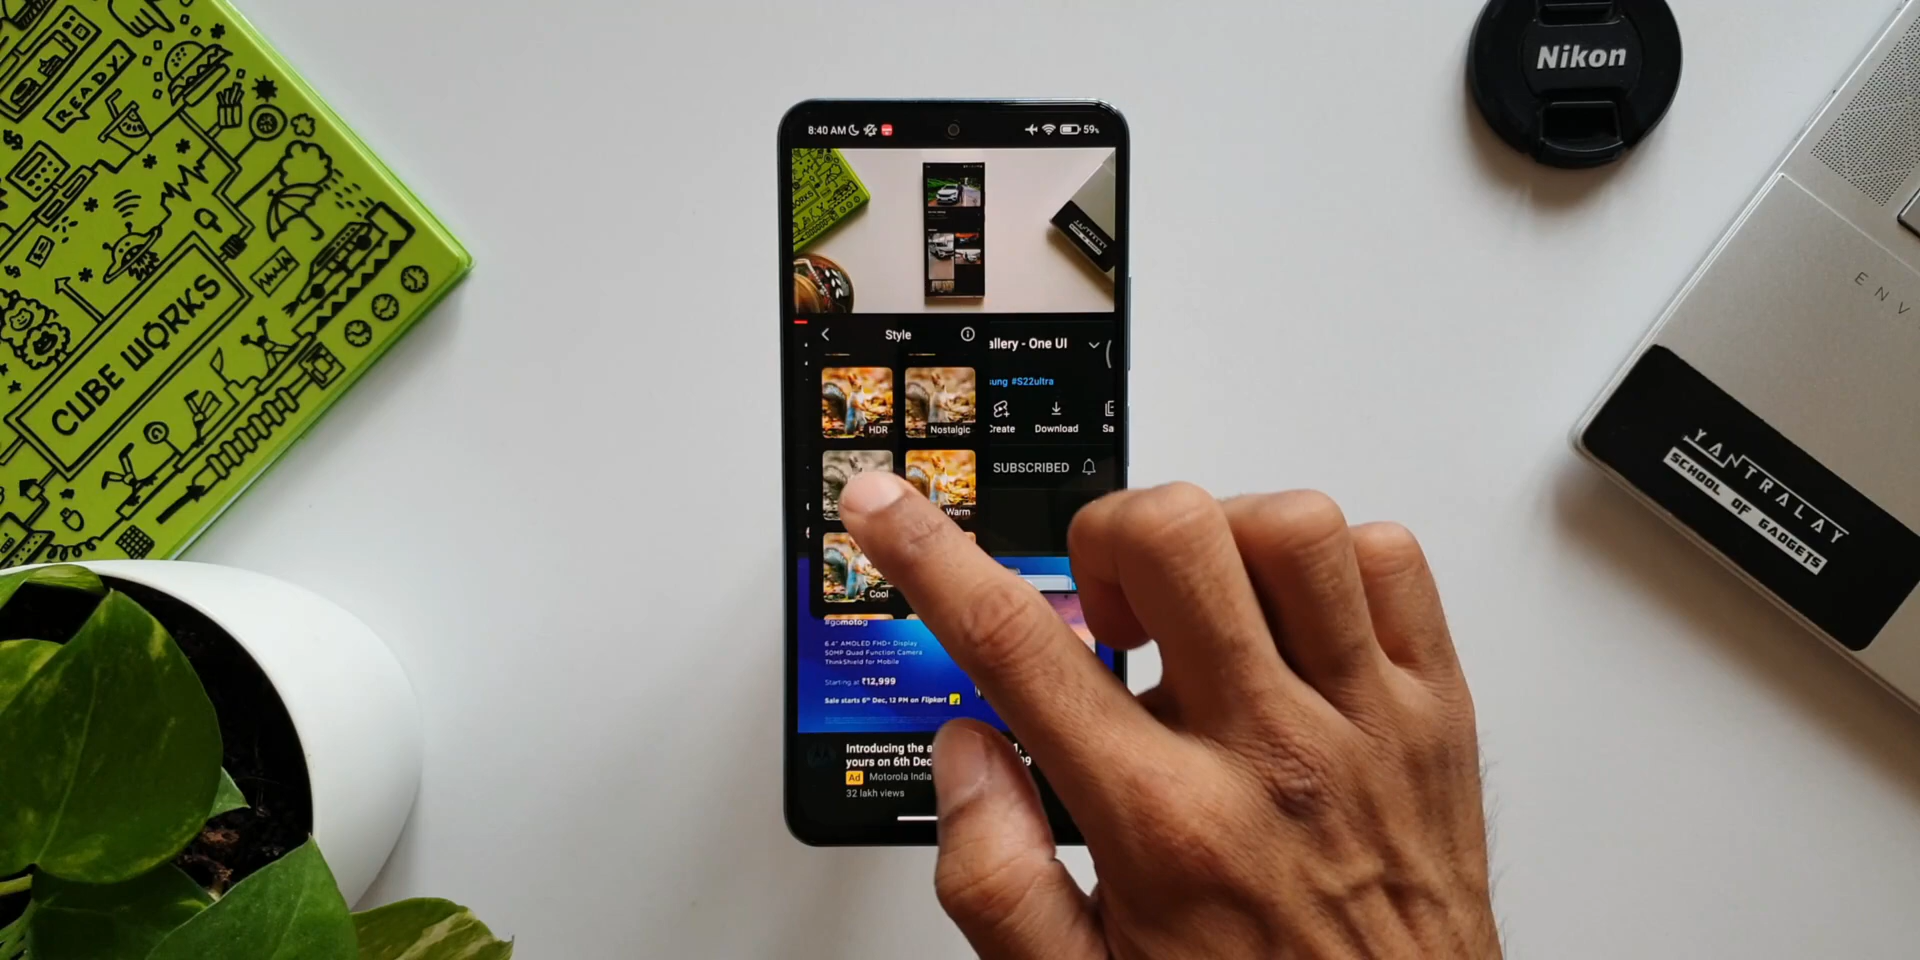 READY.
CUBE WORKS
8:40 AM
59%
ORKS
Style
HDR
Nostalgic
Warm
Cool
allery - One UI
sung #S22ultra
Create
Download
Sa
SUBSCRIBED
#gomotog
6.4" AMOLED FHD+ Display
50MP Quad Function Camera
ThinkShield for Mobile
Starting at ₹12,999
Sale starts 6th Dec, 12 PM on Flipkart
Introducing the a
yours on 6th Dec
Ad Motorola India
32 lakh views
Nikon
ENV
YANTRALAY
SCHOOL OF GADGETS